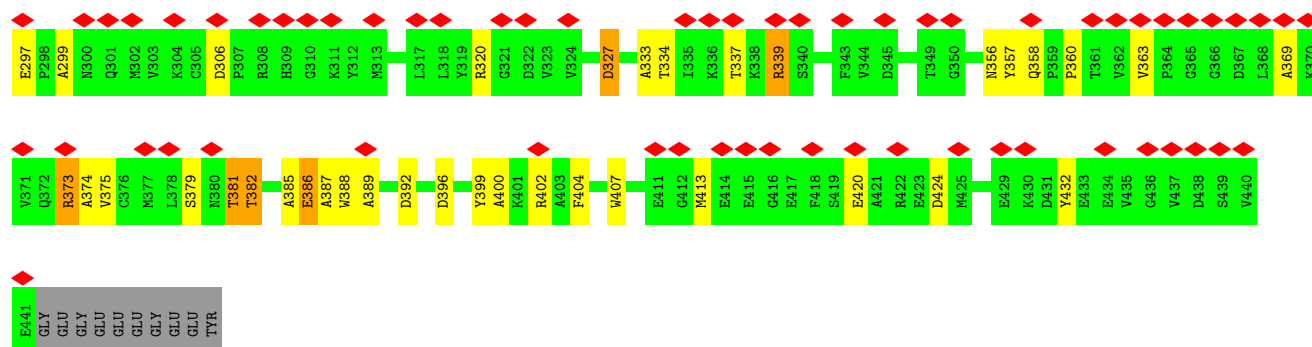 E297 P298 A299 N300 Q301 M302 V303 K304 C305 D306 P307 R308 H309 G310 K311 Y312 M313 L317 L318 Y319 R320 G321 D322 V323 V324 D327 A333 T334 I335 K336 T337 K338 R339 S340 F343 V344 D345 T349 G350 N356 Y357 Q358 P359 P360 T361 V362 V363 P364 G365 G366 D367 L368 A369 K370
V371 Q372 R373 A374 V375 C376 M377 L378 S379 N380 T381 T382 A385 E386 A387 W388 A389 D392 D396 Y399 A400 K401 R402 A403 F404 W407 E411 G412 M413 E414 E415 G416 E417 F418 S419 E420 A421 R422 E423 D424 M425 E429 K430 D431 Y432 E433 E434 V435 G436 V437 D438 S439 V440
E441 GLY GLU GLY GLU GLU GLU GLY GLU GLU TYR